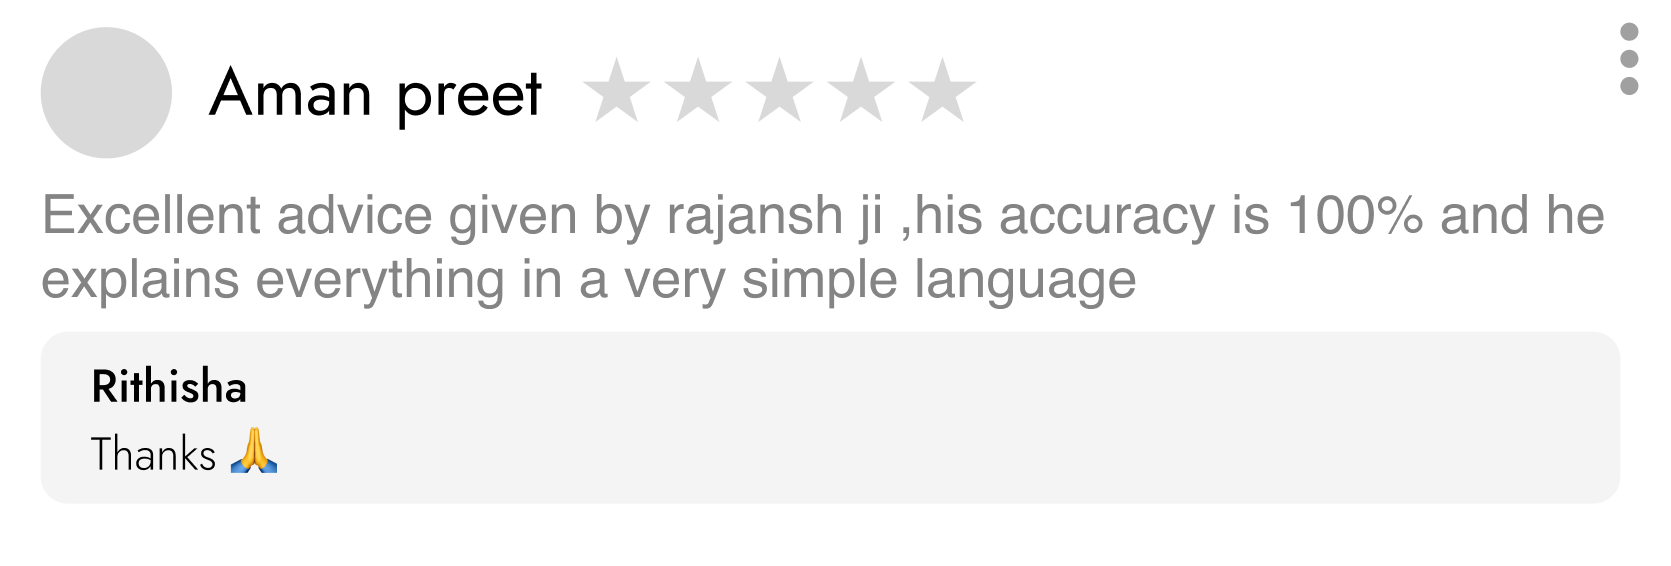 Aman preet
Excellent advice given by rajansh ji ,his accuracy is 100% and he
explains everything in a very simple language
Rithisha
Thanks 🙏